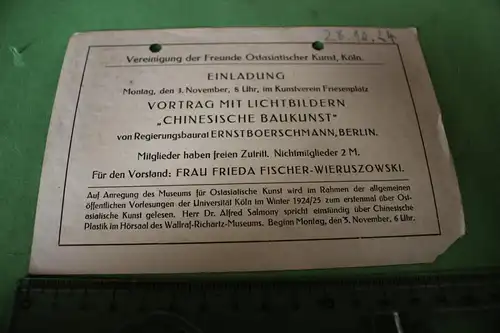 28.10.24
Vereinigung der Freunde Ostasiatischer Kunst, Köln.
EINLADUNG
Montag, den 3. November, 6 Uhr, im Kunstverein Friesenplatz
VORTRAG MIT LICHTBILDERN
„CHINESISCHE BAUKUNST“
von Regierungsbaurat ERNST BOERSCHMANN, BERLIN.
Mitglieder haben freien Zutritt. Nichtmitglieder 2 M.
Für den Vorstand: FRAU FRIEDA FISCHER-WIERUSZOWSKI.
Auf Anregung des Museums für Ostasiatische Kunst wird im Rahmen der allgemeinen
öffentlichen Vorlesungen der Universität Köln im Winter 1924/25 zum erstenmal über Ost-
asiatische Kunst gelesen. Herr Dr. Alfred Salmony spricht einstündig über Chinesische
Plastik im Hörsaal des Wallraf-Richartz-Museums. Beginn Montag, den 3. November, 6 Uhr.